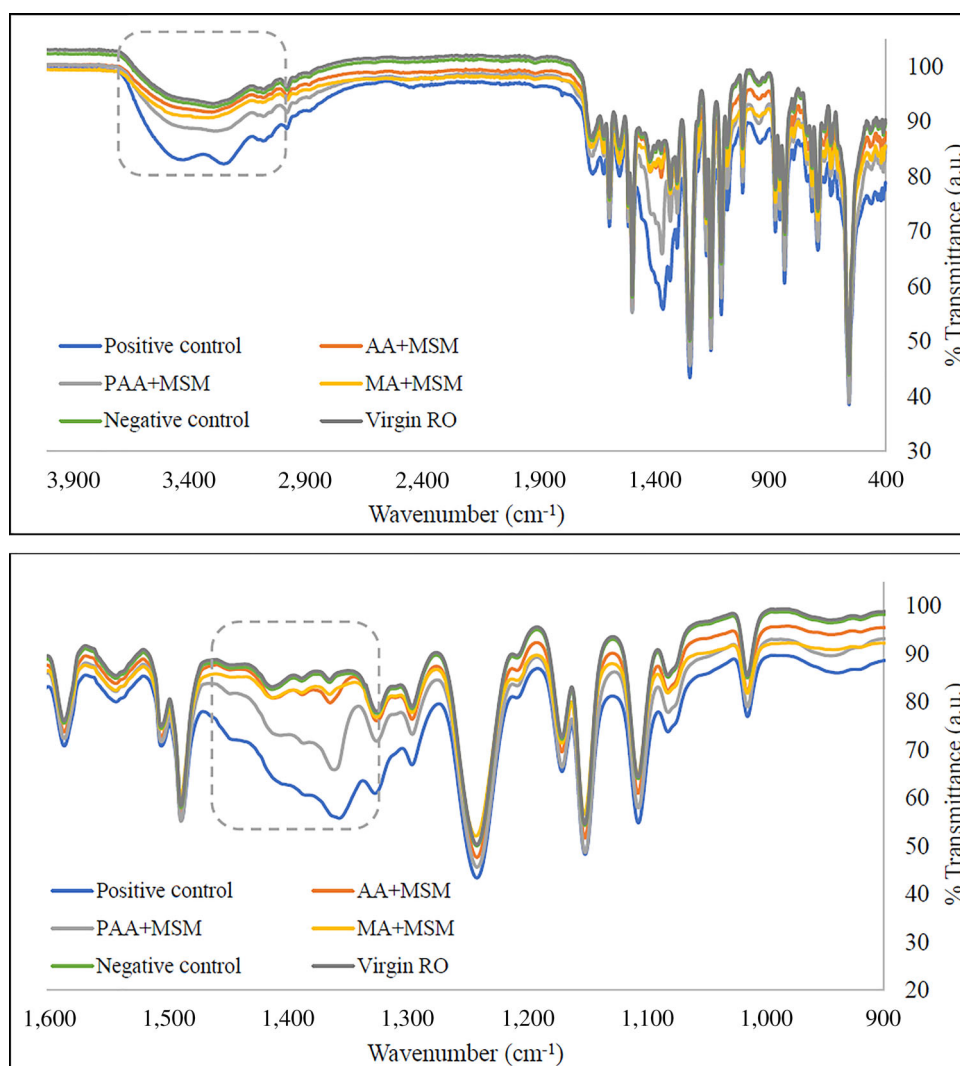 100
90
80
70
60
50
40
30
% Transmittance (a.u.)
Positive control AA+MSM
PAA+MSM MA+MSM
Negative control Virgin RO
3,900 3,400 2,900 2,400 1,900 1,400 900 400
Wavenumber (cm⁻¹)
100
90
80
70
60
50
40
30
20
% Transmittance (a.u.)
Positive control AA+MSM
PAA+MSM MA+MSM
Negative control Virgin RO
1,600 1,500 1,400 1,300 1,200 1,100 1,000 900
Wavenumber (cm⁻¹)